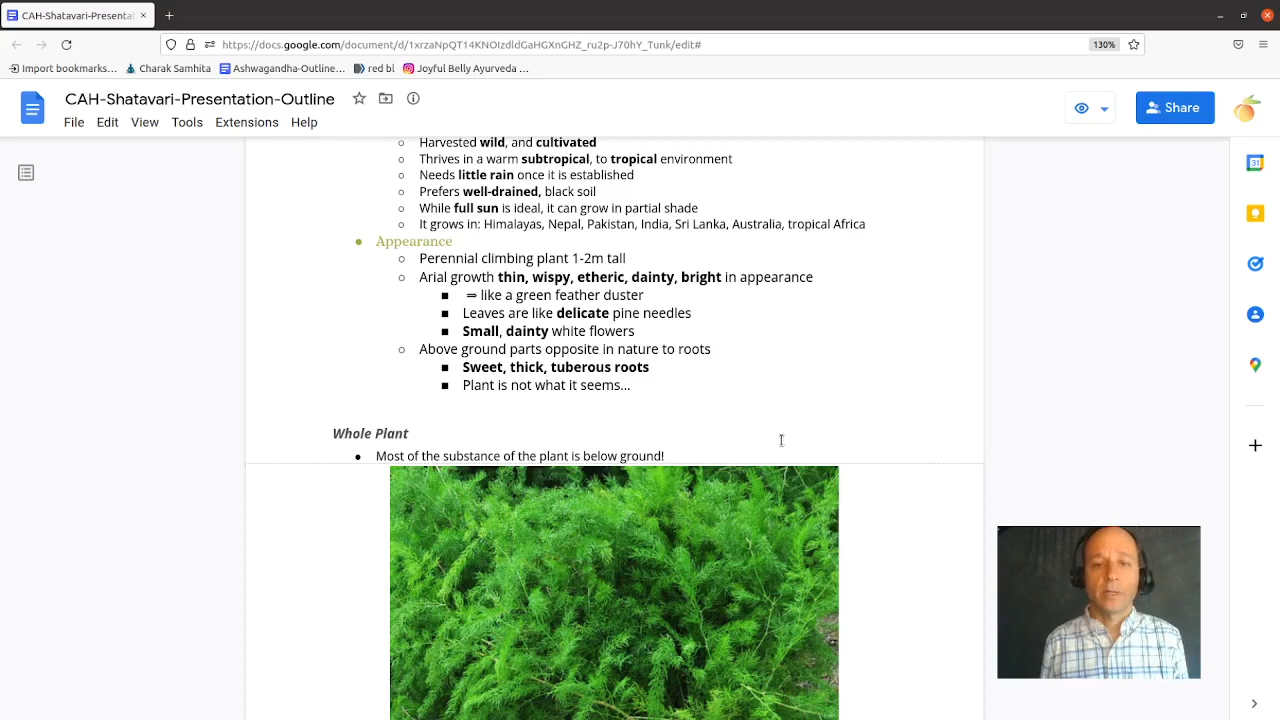 CAH-Shatavari-Presentat
https://docs.google.com/document/d/1xrzaNpQT14KNOIzdldGaHGXnGHZ_ru2p-J70hY_Tunk/edit#
130%
Import bookmarks... Charak Samhita Ashwagandha-Outline... red bl Joyful Belly Ayurveda ...
CAH-Shatavari-Presentation-Outline
File Edit View Tools Extensions Help
Share
31
Harvested wild, and cultivated
Thrives in a warm subtropical, to tropical environment
Needs little rain once it is established
Prefers well-drained, black soil
While full sun is ideal, it can grow in partial shade
It grows in: Himalayas, Nepal, Pakistan, India, Sri Lanka, Australia, tropical Africa
Appearance
Perennial climbing plant 1-2m tall
Arial growth thin, wispy, etheric, dainty, bright in appearance
⇒ like a green feather duster
Leaves are like delicate pine needles
Small, dainty white flowers
Above ground parts opposite in nature to roots
Sweet, thick, tuberous roots
Plant is not what it seems...
Whole Plant
Most of the substance of the plant is below ground!